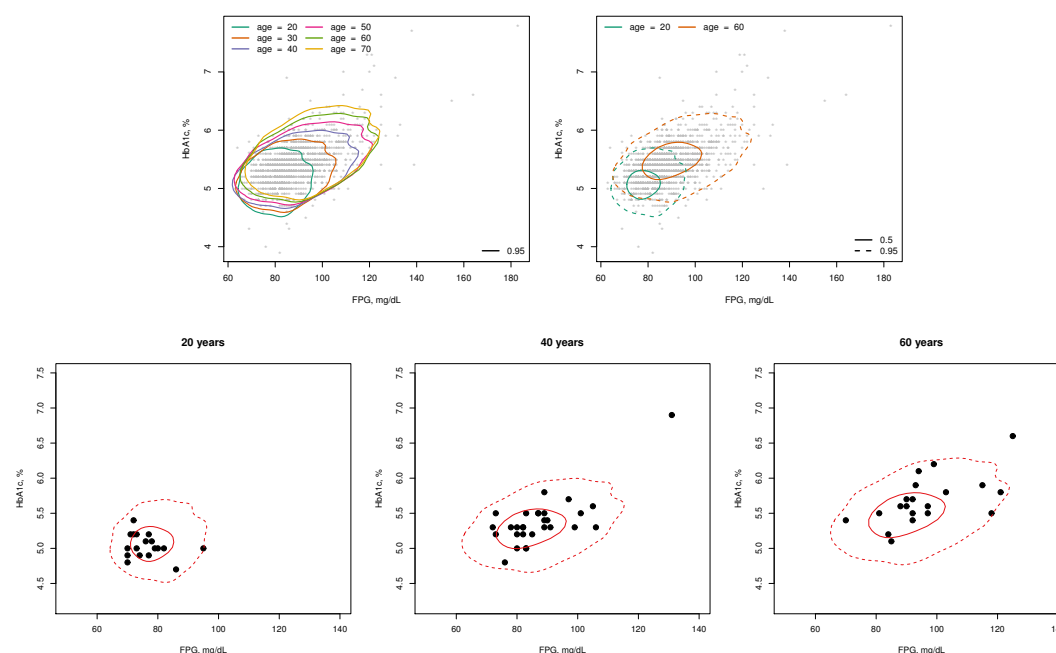 age = 20 age = 50
age = 30 age = 60
age = 40 age = 70
HbA1c, %
7
6
5
4
0.95
60 80 100 120 140 160 180
FPG, mg/dL
age = 20 age = 60
HbA1c, %
7
6
5
4
0.5
0.95
60 80 100 120 140 160 180
FPG, mg/dL
20 years
HbA1c, %
7.5
7.0
6.5
6.0
5.5
5.0
4.5
60 80 100 120 140
FPG, mg/dL
40 years
HbA1c, %
7.5
7.0
6.5
6.0
5.5
5.0
4.5
60 80 100 120 140
FPG, mg/dL
60 years
HbA1c, %
7.5
7.0
6.5
6.0
5.5
5.0
4.5
60 80 100 120
FPG, mg/dL